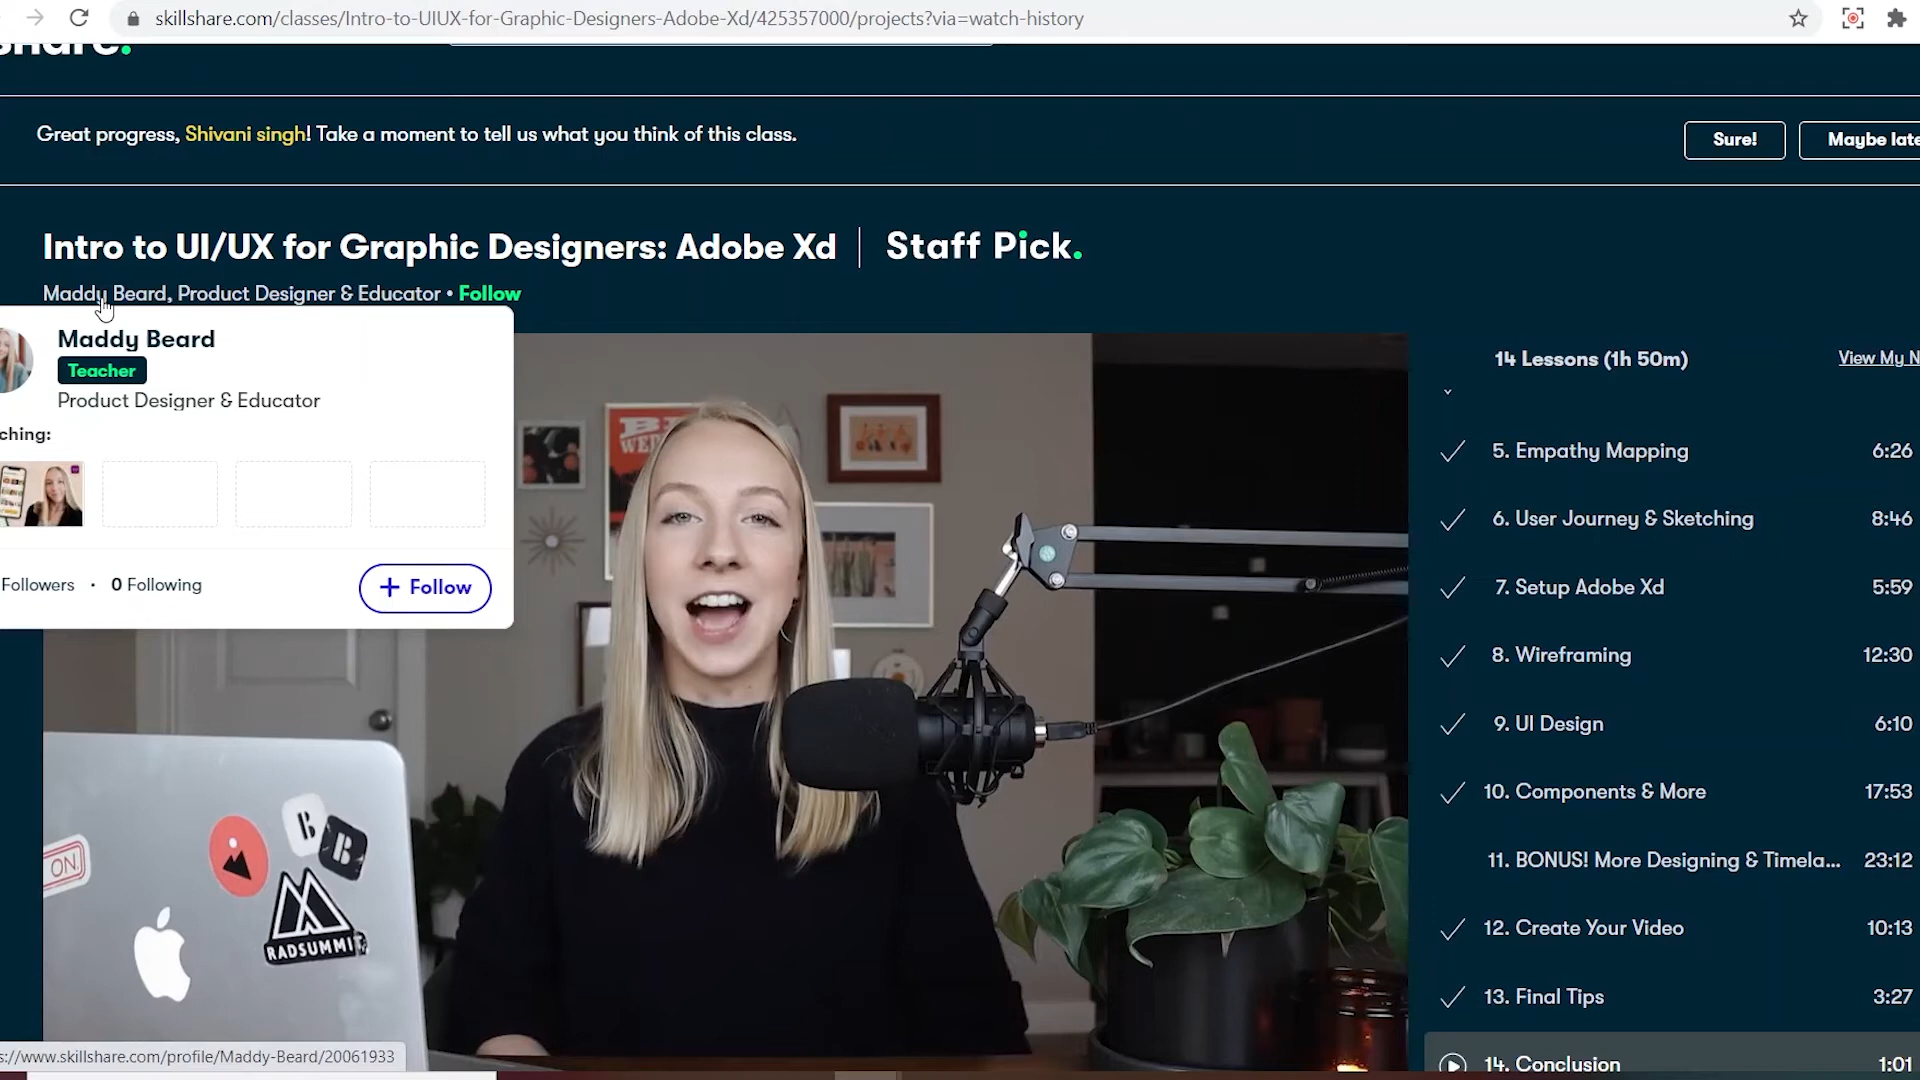 skillshare.com/classes/Intro-to-UIUX-for-Graphic-Designers-Adobe-Xd/425357000/projects?via=watch-history
share.
Great progress, Shivani singh! Take a moment to tell us what you think of this class.
Sure!
Maybe late
Intro to UI/UX for Graphic Designers: Adobe Xd
Staff Pick.
Maddy Beard, Product Designer & Educator • Follow
Maddy Beard
Teacher
Product Designer & Educator
ching:
Followers · 0 Following
+ Follow
14 Lessons (1h 50m)
View My N
5. Empathy Mapping 6:26
6. User Journey & Sketching 8:46
7. Setup Adobe Xd 5:59
8. Wireframing 12:30
9. UI Design 6:10
10. Components & More 17:53
11. BONUS! More Designing & Timela... 23:12
12. Create Your Video 10:13
13. Final Tips 3:27
14. Conclusion 1:01
ON.
B
B
RADSUMMIT
s://www.skillshare.com/profile/Maddy-Beard/20061933